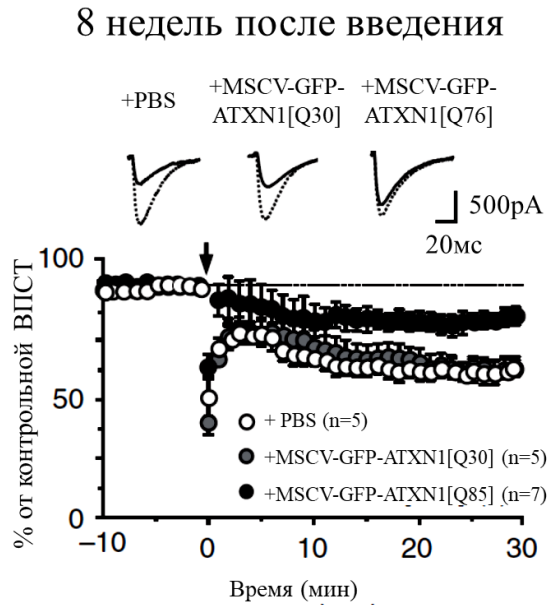 8 недель после введения
+PBS
+MSCV-GFP-
ATXN1[Q30]
+MSCV-GFP-
ATXN1[Q76]
500pA
20мс
% от контрольной ВПСТ
100
50
0
+ PBS (n=5)
+MSCV-GFP-ATXN1[Q30] (n=5)
+MSCV-GFP-ATXN1[Q85] (n=7)
−10
0
10
20
30
Время (мин)